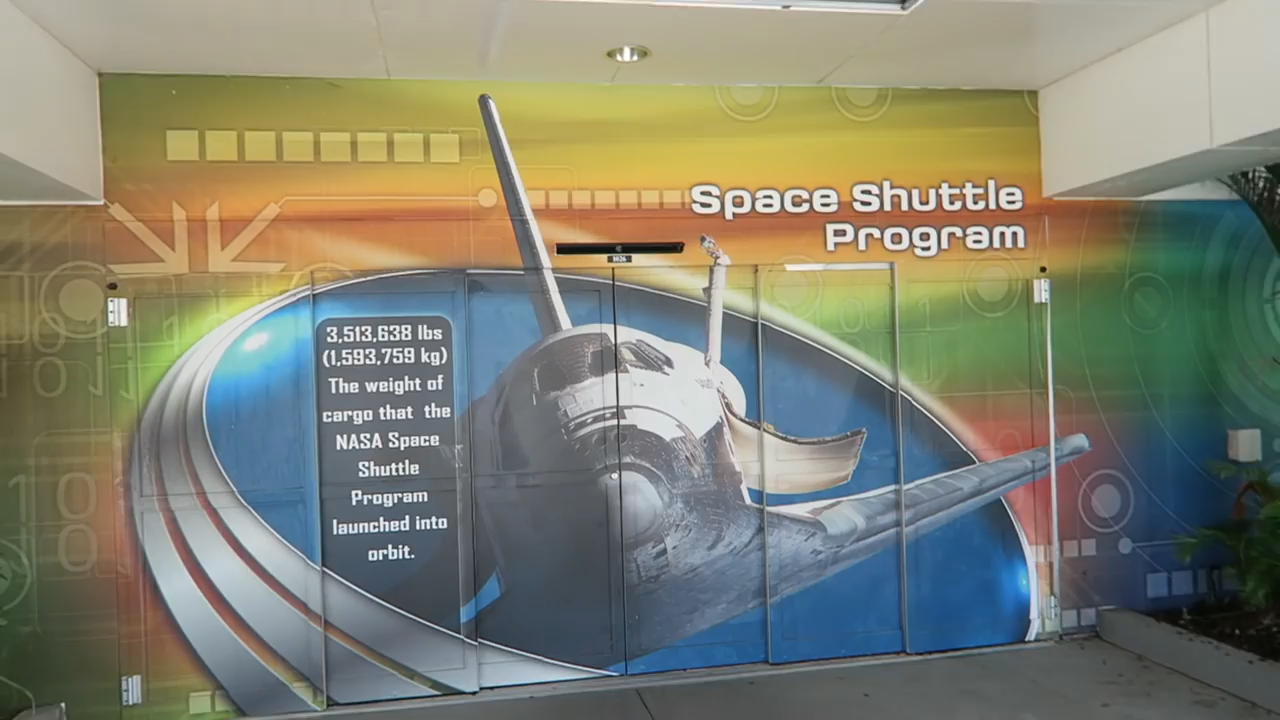 Space Shuttle
Program
3,513,638 lbs
(1,593,759 kg)
The weight of
cargo that the
NASA Space
Shuttle
Program
launched into
orbit.